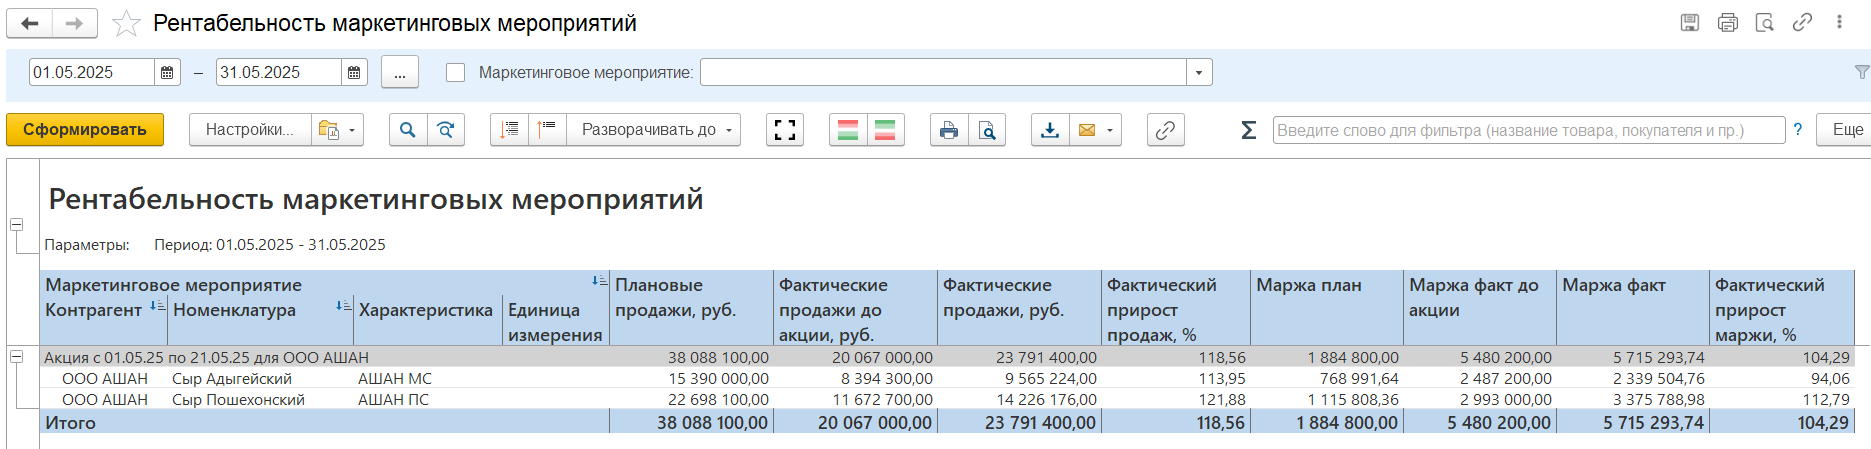 Рентабельность маркетинговых мероприятий
01.05.2025 – 31.05.2025 ... Маркетинговое мероприятие:
Сформировать Настройки... Разворачивать до Σ Введите слово для фильтра (название товара, покупателя и пр.) ? Еще
Рентабельность маркетинговых мероприятий
Параметры: Период: 01.05.2025 - 31.05.2025
Маркетинговое мероприятие Плановые Фактические Фактические Фактический Маржа план Маржа факт до Маржа факт Фактический
Контрагент Номенклатура Характеристика Единица продажи, руб. продажи до продажи, руб. прирост акции прирост
измерения акции, руб. продаж, % маржи, %
Акция с 01.05.25 по 21.05.25 для ООО АШАН 38 088 100,00 20 067 000,00 23 791 400,00 118,56 1 884 800,00 5 480 200,00 5 715 293,74 104,29
ООО АШАН Сыр Адыгейский АШАН МС 15 390 000,00 8 394 300,00 9 565 224,00 113,95 768 991,64 2 487 200,00 2 339 504,76 94,06
ООО АШАН Сыр Пошехонский АШАН ПС 22 698 100,00 11 672 700,00 14 226 176,00 121,88 1 115 808,36 2 993 000,00 3 375 788,98 112,79
Итого 38 088 100,00 20 067 000,00 23 791 400,00 118,56 1 884 800,00 5 480 200,00 5 715 293,74 104,29